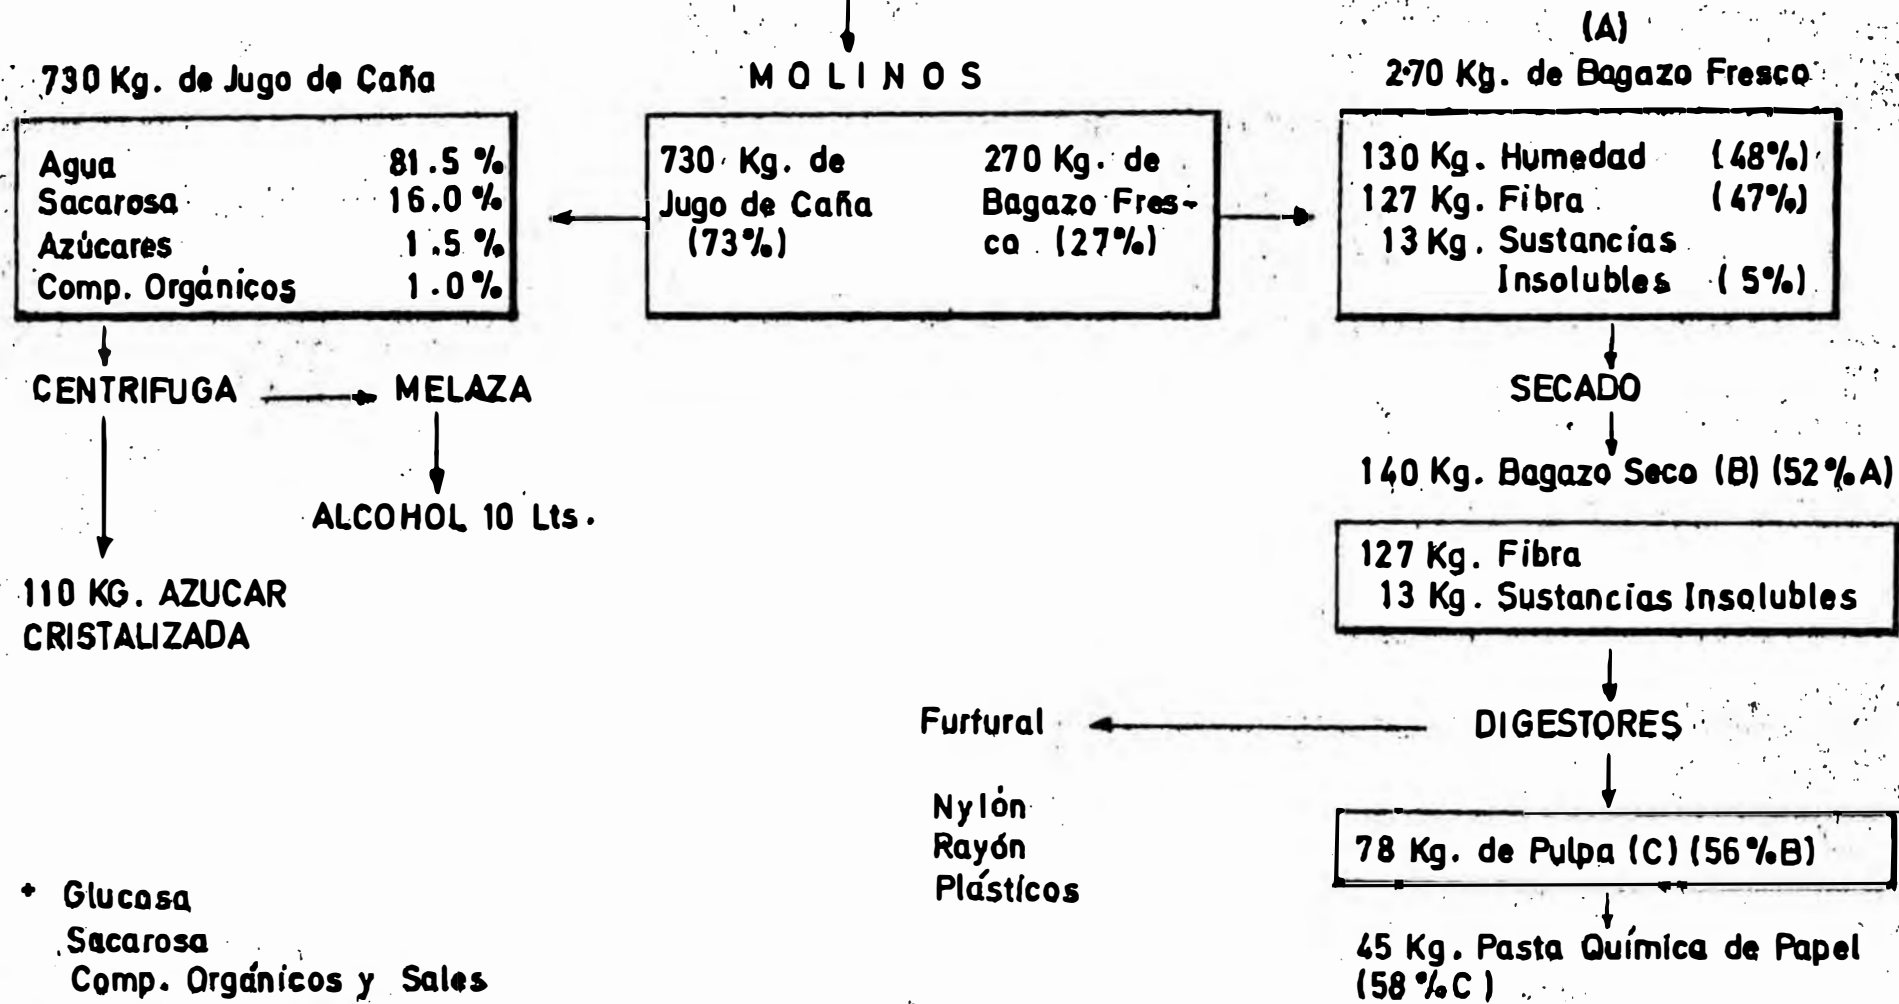 730 Kg. de Jugo de Caña
Agua 81.5 %
Sacarosa 16.0 %
Azúcares 1.5 %
Comp. Orgánicos 1.0 %
MOLINOS
730 Kg. de
Jugo de Caña
(73%)
270 Kg. de
Bagazo Fres-
co (27%)
(A)
270 Kg. de Bagazo Fresco
130 Kg. Humedad (48%)
127 Kg. Fibra (47%)
13 Kg. Sustancias
Insolubles (5%)
CENTRIFUGA
MELAZA
ALCOHOL 10 Lts.
110 KG. AZUCAR
CRISTALIZADA
SECADO
140 Kg. Bagazo Seco (B) (52%A)
127 Kg. Fibra
13 Kg. Sustancias Insolubles
DIGESTORES
Furfural
Nylón
Rayón
Plásticos
78 Kg. de Pulpa (C) (56%B)
45 Kg. Pasta Química de Papel
(58%C)
+ Glucosa
Sacarosa
Comp. Orgánicos y Sales